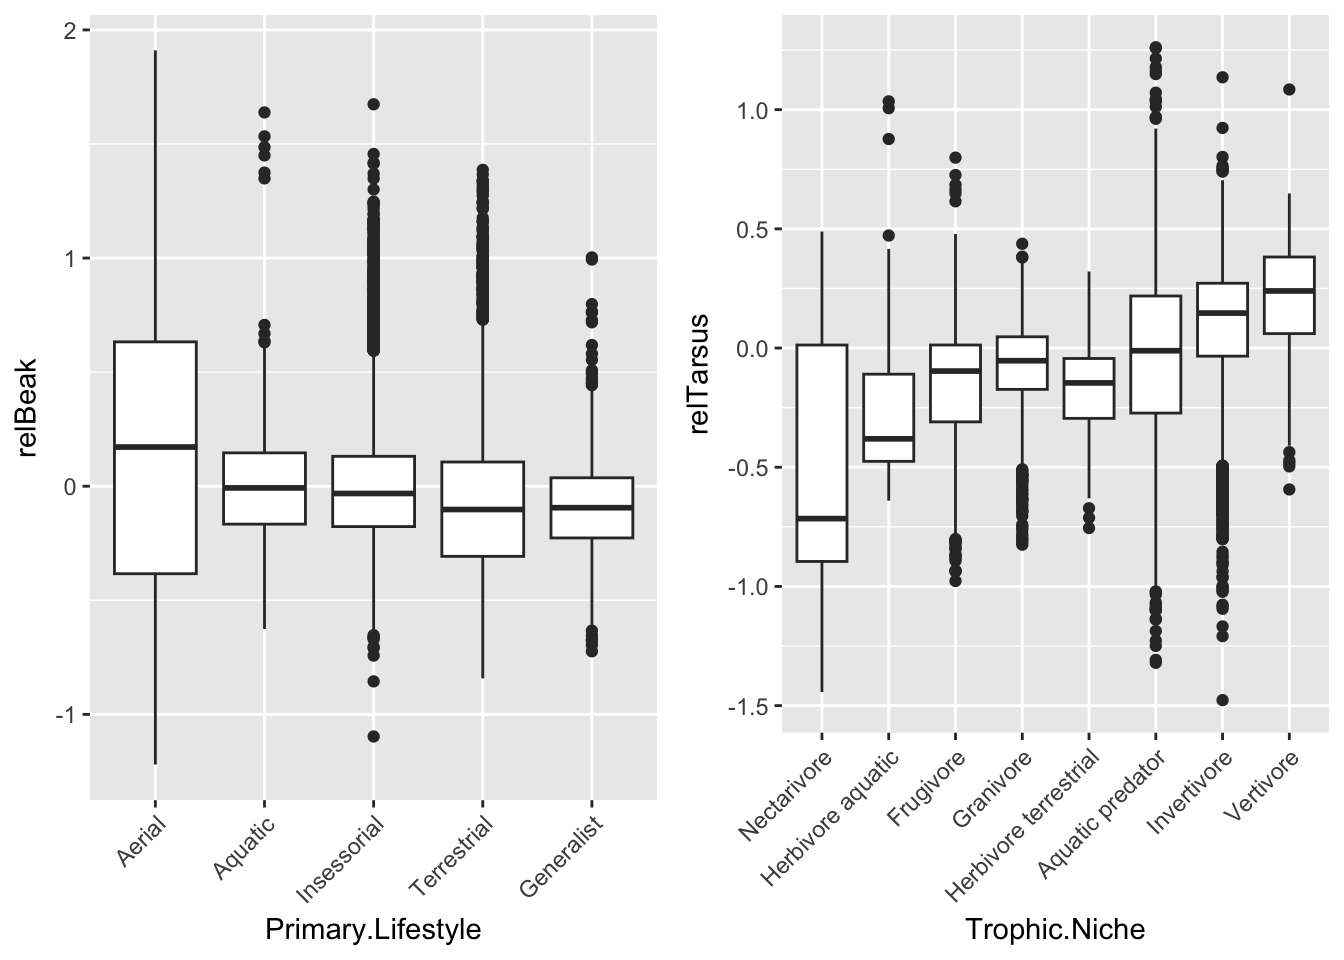 relBeak
2
1
0
-1
Aerial
Aquatic
Insessorial
Terrestrial
Generalist
Primary.Lifestyle
relTarsus
1.0
0.5
0.0
-0.5
-1.0
-1.5
Nectarivore
Herbivore aquatic
Frugivore
Granivore
Herbivore terrestrial
Aquatic predator
Invertivore
Vertivore
Trophic.Niche